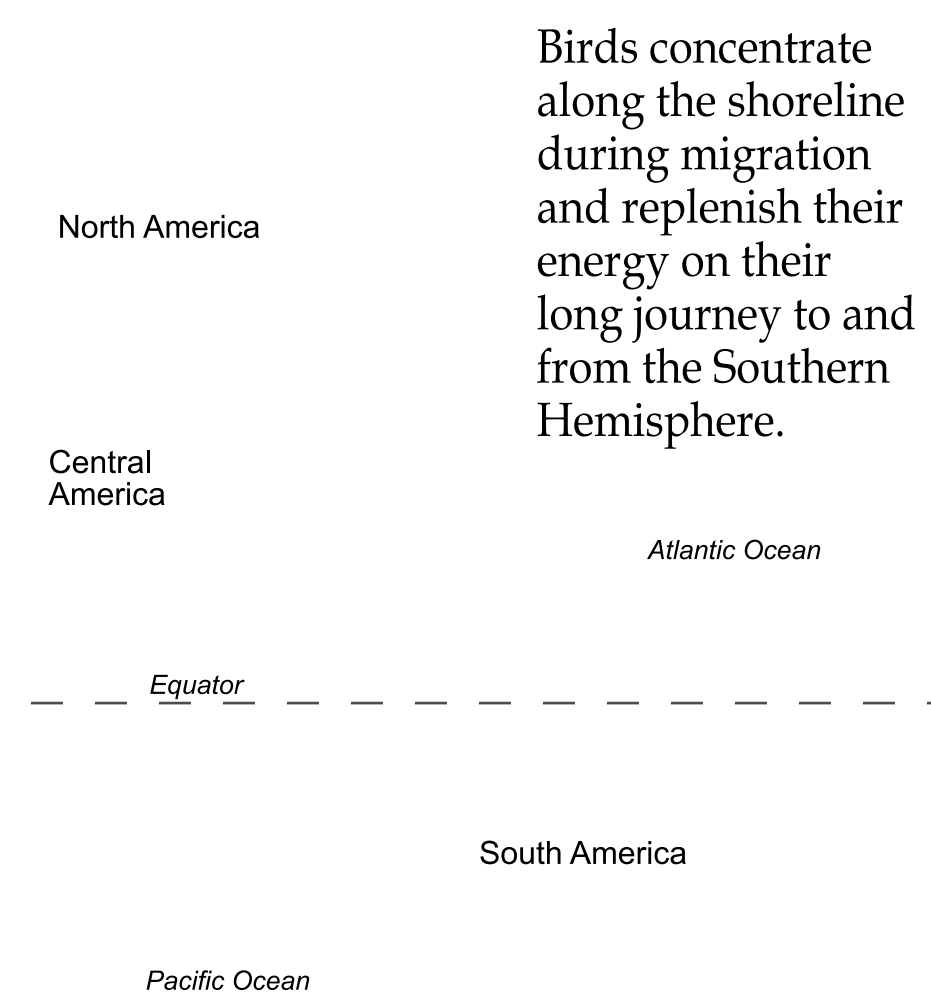 Birds concentrate
along the shoreline
during migration
and replenish their
energy on their
long journey to and
from the Southern
Hemisphere.
North America
Central
America
Atlantic Ocean
Equator
South America
Pacific Ocean